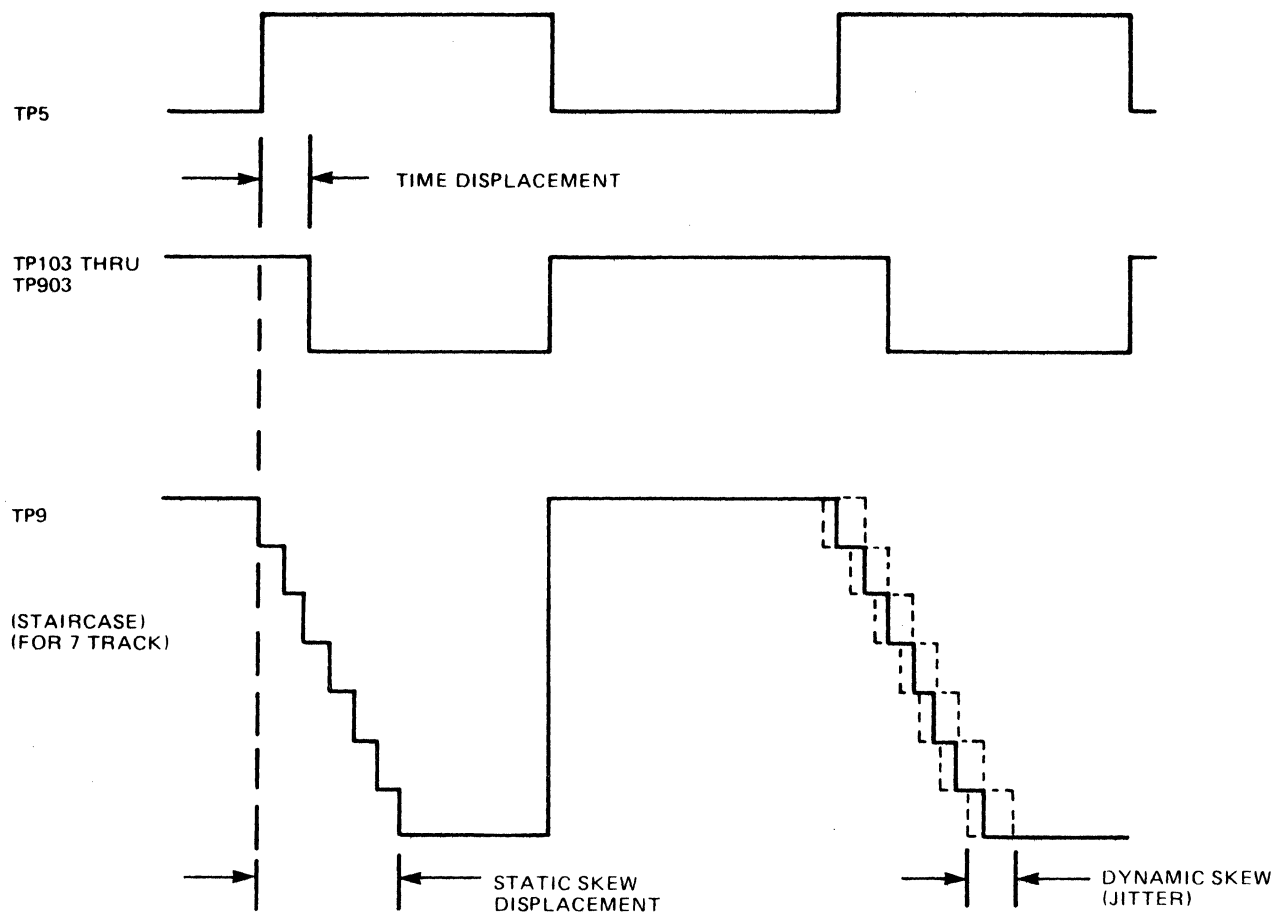 TP5
TIME DISPLACEMENT
TP103 THRU
TP903
TP9
(STAIRCASE)
(FOR 7 TRACK)
STATIC SKEW
DISPLACEMENT
DYNAMIC SKEW
(JITTER)